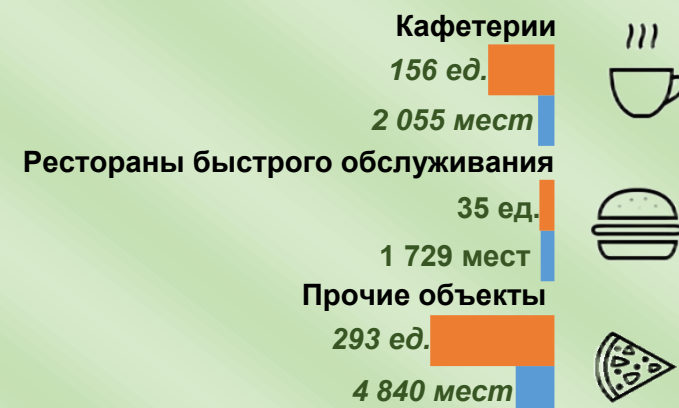 Кафетерии
156 ед.
2 055 мест
Рестораны быстрого обслуживания
35 ед.
1 729 мест
Прочие объекты
293 ед.
4 840 мест